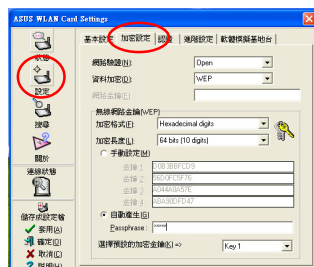 ASUS WLAN Card Settings
狀態
設定
搜尋
關於
連線狀態
儲存成設定檔
套用(A)
確定(O)
取消(C)
說明(H)
基本設定 加密設定 認證 進階設定 軟體模擬基地台
網路驗證(N): Open
資料加密(D): WEP
網路金鑰(E)
無線網路金鑰(WEP)
加密格式(F): Hexadecimal digits
加密長度(L): 64 bits (10 digits)
手動設定(M)
金鑰 1 D0B3BBFCD9
金鑰 2 56D0FC5F76
金鑰 3 A044A0A57E
金鑰 4 ABA90DFD47
自動產生(G)
Passphrase : *****
選擇預設的加密金鑰(K) => Key 1